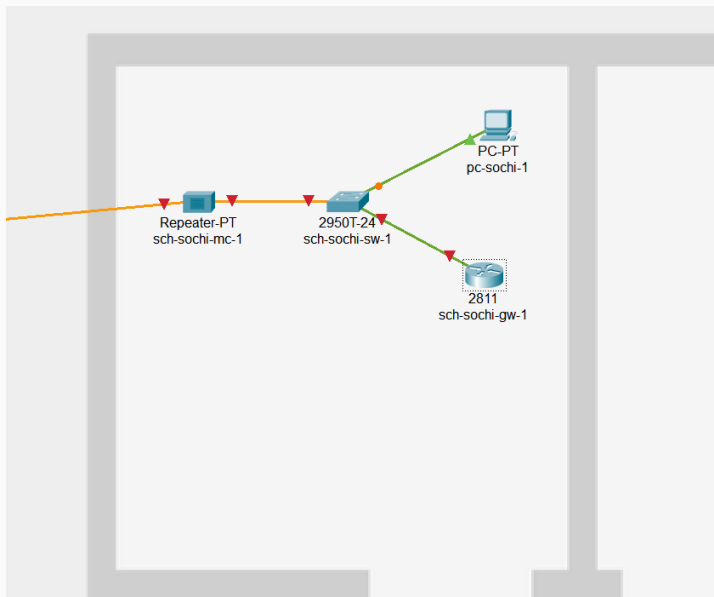 PC-PT
pc-sochi-1
Repeater-PT
sch-sochi-mc-1
2950T-24
sch-sochi-sw-1
2811
sch-sochi-gw-1